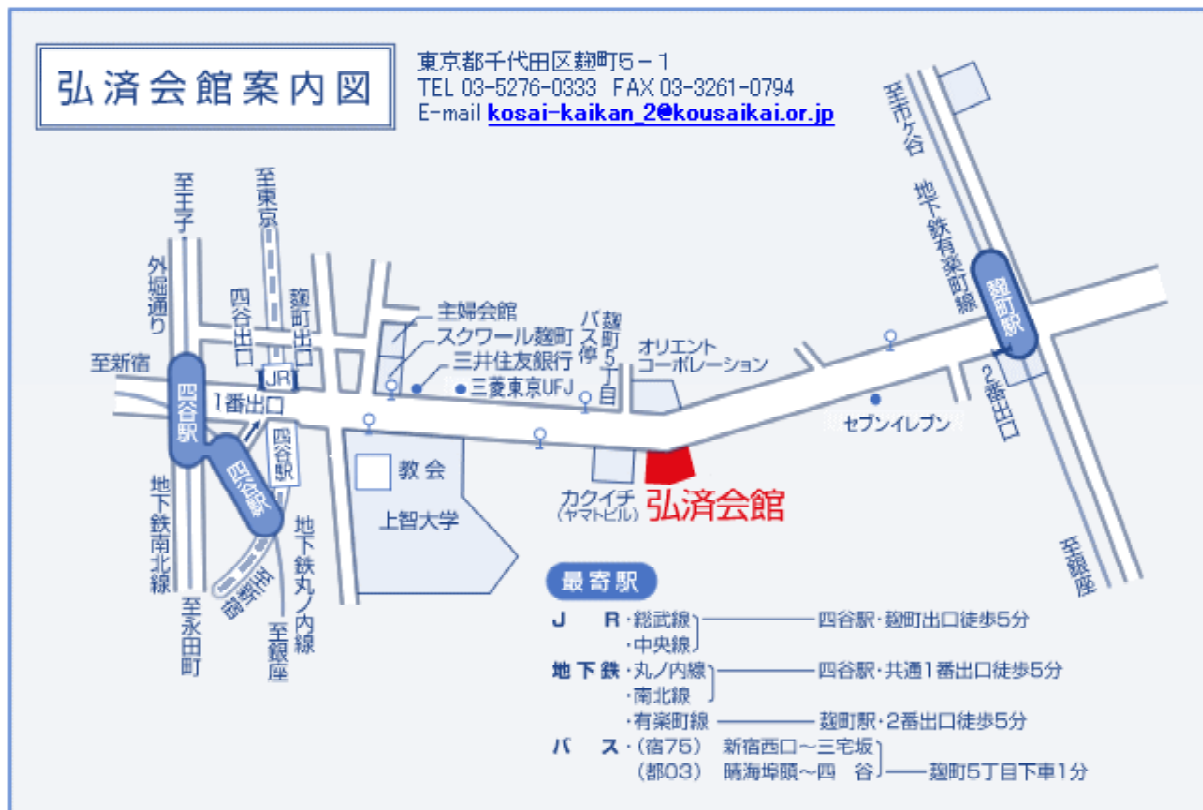 弘済会館案内図
東京都千代田区麹町5－1
TEL 03-5276-0333 FAX 03-3261-0794
E-mail kosai-kaikan_2@kousaikai.or.jp
至王子
至東京
外堀通り
四谷出口
麹町出口
至新宿
四谷駅
JR
1番出口
四谷駅
四谷駅
地下鉄南北線
至永田町
至新宿
至銀座
地下鉄丸ノ内線
主婦会館
スクワール麹町
三井住友銀行
三菱東京UFJ
麹町5丁目
バス停
オリエント
コーポレーション
教会
上智大学
カクイチ
(ヤマトビル)
弘済会館
セブンイレブン
至市ヶ谷
地下鉄有楽町線
麹町駅
2番出口
至銀座
最寄駅
J R・総武線 四谷駅・麹町出口徒歩5分
・中央線
地下鉄・丸ノ内線 四谷駅・共通1番出口徒歩5分
・南北線
・有楽町線 麹町駅・2番出口徒歩5分
バ ス・(宿75) 新宿西口～三宅坂
(都03) 晴海埠頭～四 谷 麹町5丁目下車1分